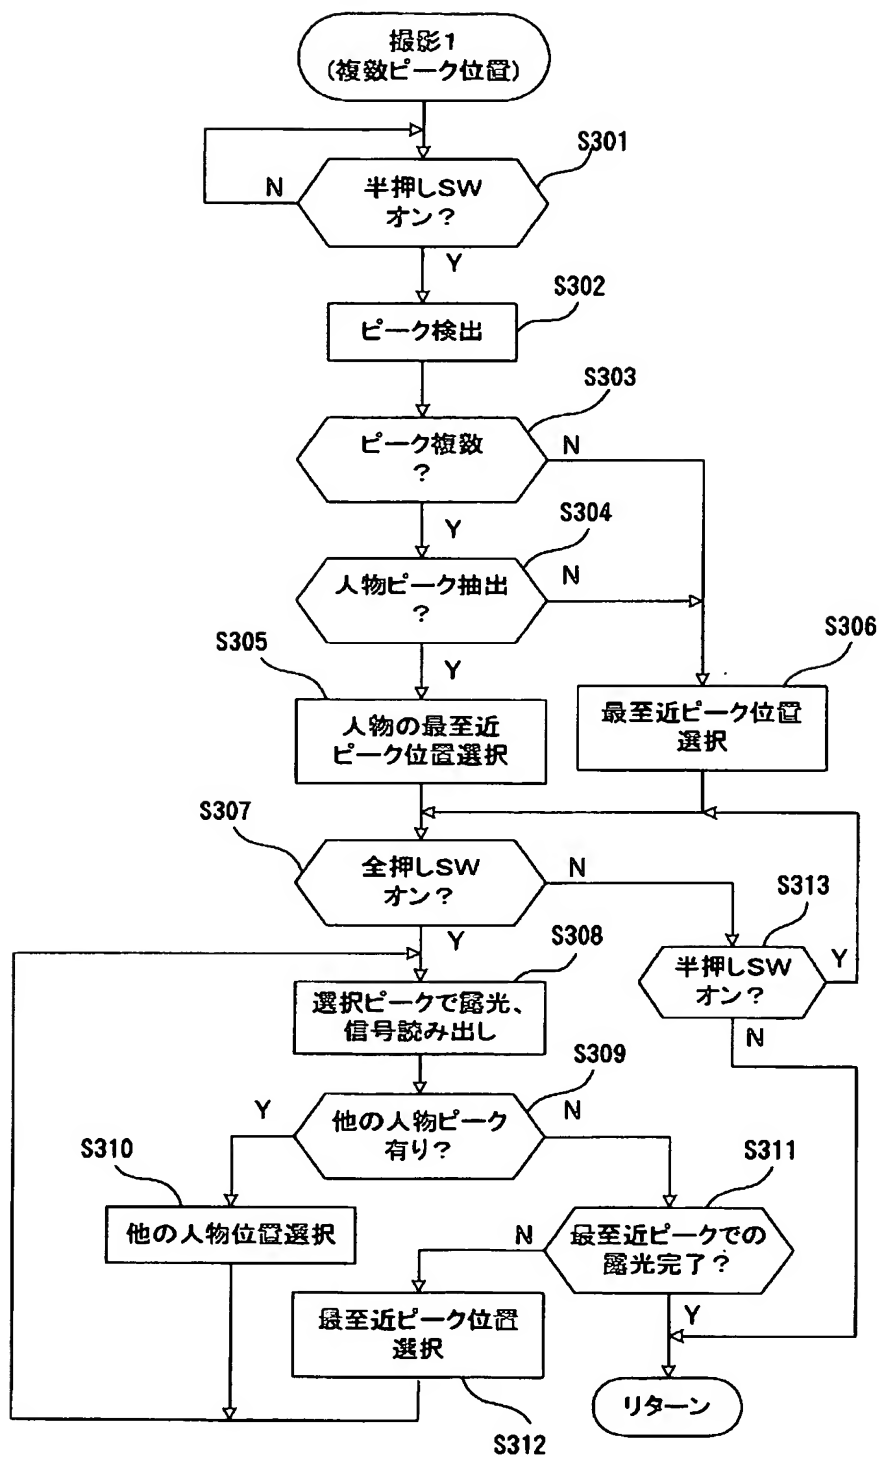 撮影1
(複数ピーク位置)
S301
N
半押しSW
オン?
Y
S302
ピーク検出
S303
ピーク複数
?
N
Y
S304
人物ピーク抽出
?
N
S305
Y
S306
人物の最至近
ピーク位置選択
最至近ピーク位置
選択
S307
全押しSW
オン?
N
S313
Y
S308
半押しSW
オン?
Y
選択ピークで露光、
信号読み出し
N
S309
Y
他の人物ピーク
有り?
N
S310
S311
他の人物位置選択
N
最至近ピークでの
露光完了?
最至近ピーク位置
選択
Y
リターン
S312